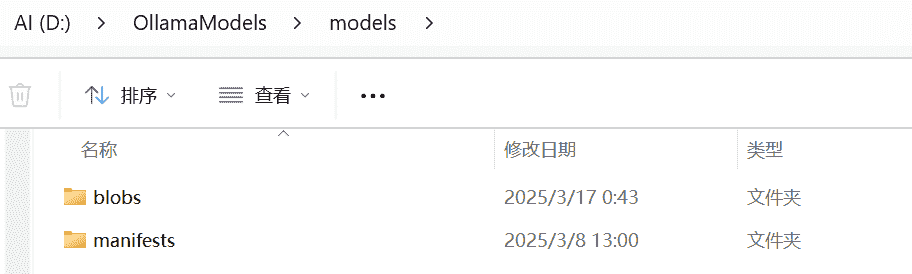 AI (D:) > OllamaModels > models >
排序 查看 •••
名称 修改日期 类型
blobs 2025/3/17 0:43 文件夹
manifests 2025/3/8 13:00 文件夹